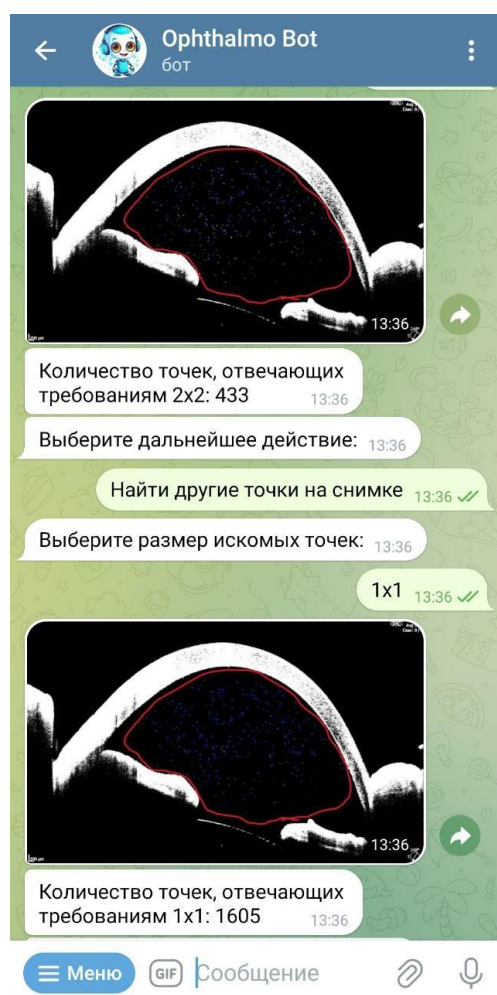 Ophthalmo Bot
бот
13:36
Количество точек, отвечающих
требованиям 2x2: 433
13:36
Выберите дальнейшее действие: 13:36
Найти другие точки на снимке 13:36
Выберите размер искомых точек: 13:36
1x1 13:36
13:36
Количество точек, отвечающих
требованиям 1x1: 1605
13:36
Меню GIF Сообщение